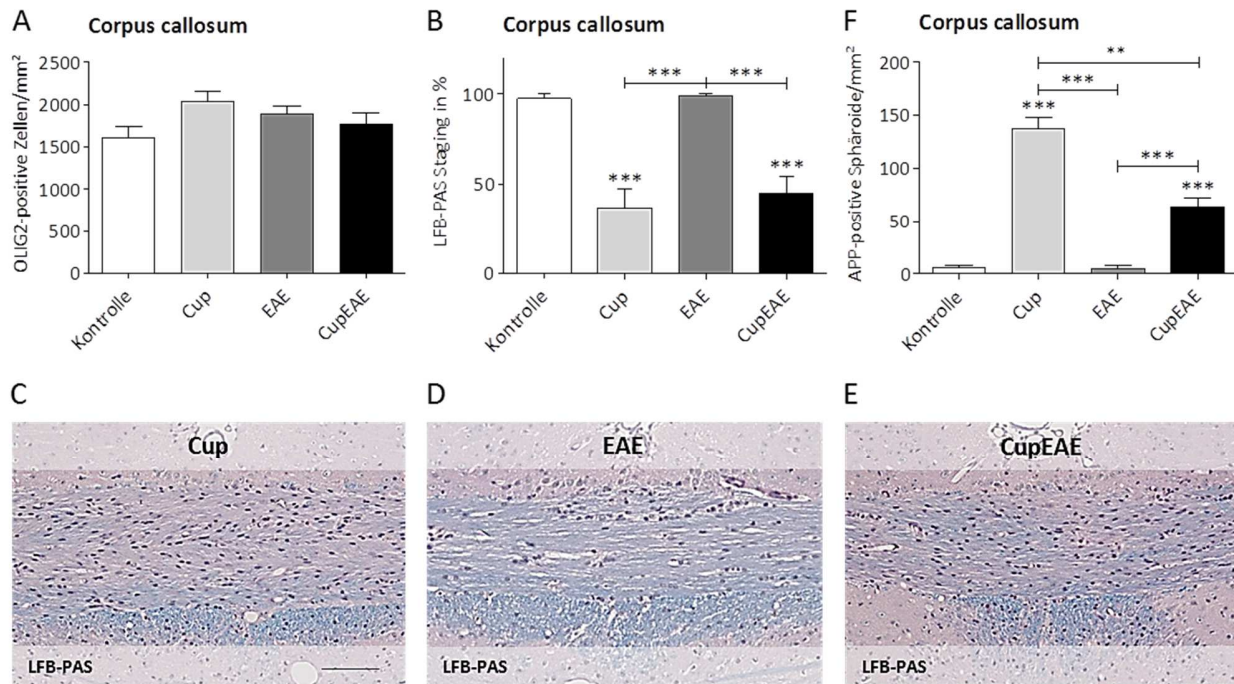 A
Corpus callosum
OLIG2-positive Zellen/mm²
2500
2000
1500
1000
500
0
Kontrolle
Cup
EAE
CupEAE
B
Corpus callosum
LFB-PAS Staging in %
100
50
0
***
***
***
***
Kontrolle
Cup
EAE
CupEAE
F
Corpus callosum
APP-positive Sphäroide/mm²
200
150
100
50
0
**
***
***
***
***
Kontrolle
Cup
EAE
CupEAE
C
Cup
LFB-PAS
D
EAE
LFB-PAS
E
CupEAE
LFB-PAS